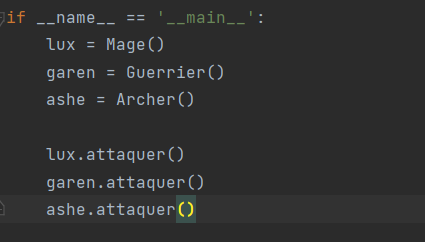 if __name__ == '__main__':
    lux = Mage()
    garen = Guerrier()
    ashe = Archer()

    lux.attaquer()
    garen.attaquer()
    ashe.attaquer()